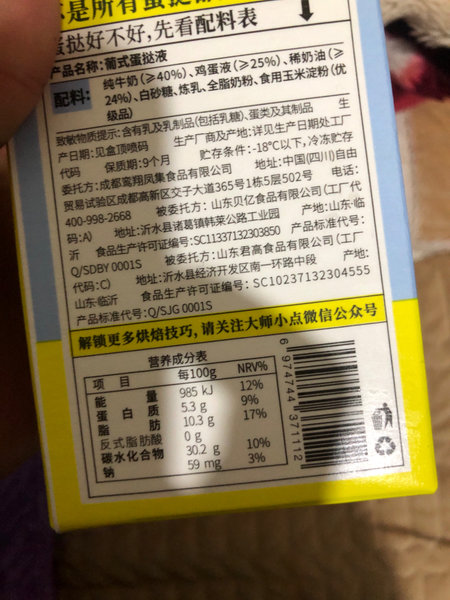 是所有蛋挞
蛋挞好不好,先看配料表
产品名称:葡式蛋挞液
配料: 纯牛奶(≥40%)、鸡蛋液(≥25%)、稀奶油(≥
24%)、白砂糖、炼乳、全脂奶粉、食用玉米淀粉(优
级品)
致敏物质提示:含有乳及乳制品(包括乳糖)、蛋类及其制品 生
产日期:见盒顶喷码 生产厂商及产地:详见生产日期处工厂
代码 保质期:9个月 贮存条件:-18℃以下,冷冻贮存
委托方:成都鸾翔凤集食品有限公司 地址:中国(四川)自由
贸易试验区成都高新区交子大道365号1栋5层502号 电话:
400-998-2668 被委托方:山东贝亿食品有限公司(工厂代
码:A) 地址:沂水县诸葛镇韩莱公路工业园 产地:山东·临
沂 食品生产许可证编号:SC11337132303850 产品标准代号:
Q/SDBY 0001S 被委托方:山东君高食品有限公司(工厂
代码:C) 地址:沂水县经济开发区南一环路中段 产地:
山东·临沂 食品生产许可证编号:SC10237132304555
产品标准代号:Q/SJG 0001S
解锁更多烘焙技巧,请关注大师小点微信公众号
营养成分表
项 目 每100g NRV%
能 量 985 kJ 12%
蛋 白 质 5.3 g 9%
脂 肪 10.3 g 17%
反式脂肪酸 0 g
碳水化合物 30.2 g 10%
钠 59 mg 3%
6 974744 371112